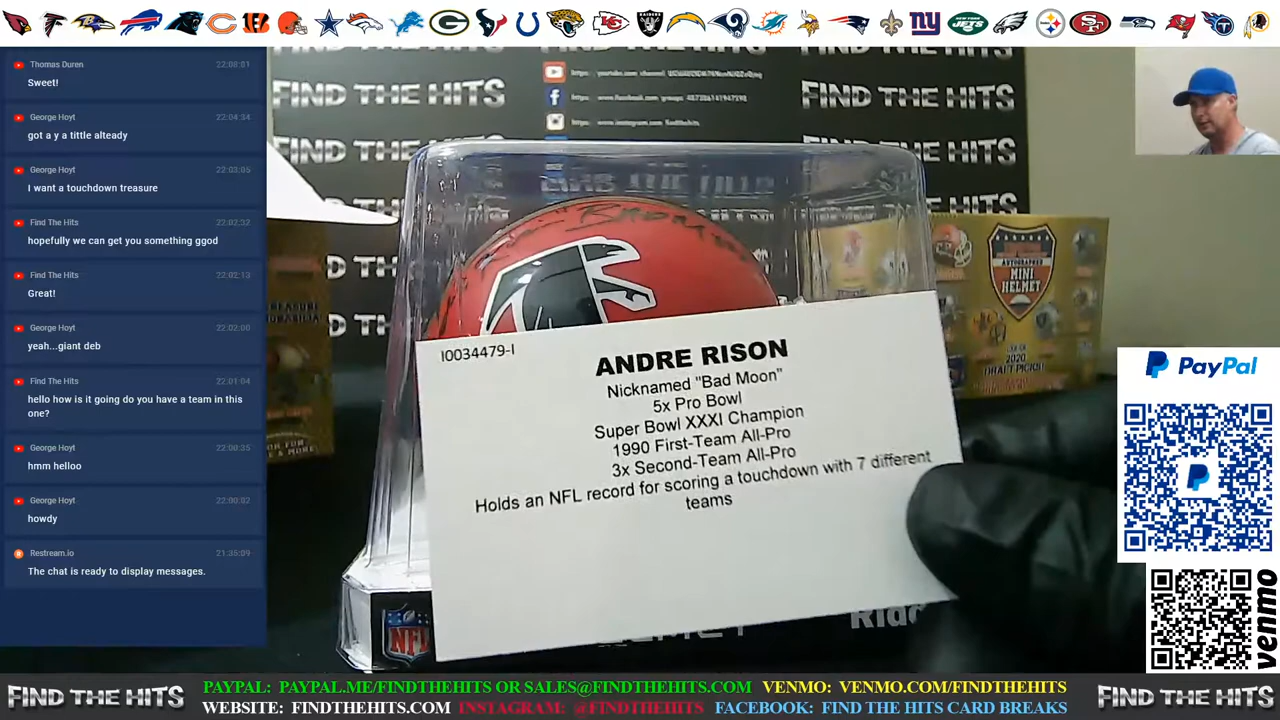 Thomas Duren 22:08:01
Sweet!
George Hoyt 22:04:34
got a y a tittle alteady
George Hoyt 22:03:05
I want a touchdown treasure
Find The Hits 22:02:32
hopefully we can get you something ggod
Find The Hits 22:02:13
Great!
George Hoyt 22:02:00
yeah...giant deb
Find The Hits 22:01:04
hello how is it going do you have a team in this
one?
George Hoyt 22:00:35
hmm helloo
George Hoyt 22:00:02
howdy
Restream.io 21:35:09
The chat is ready to display messages.
FIND THE HITS
FIND THE HITS
FIND THE HITS
I0034479-I
ANDRE RISON
Nicknamed "Bad Moon"
5x Pro Bowl
Super Bowl XXXI Champion
1990 First-Team All-Pro
3x Second-Team All-Pro
Holds an NFL record for scoring a touchdown with 7 different
teams
NFL
AUTOGRAPHED
MINI
HELMET
2020
DRAFT PICKS
PayPal
venmo
FIND THE HITS
PAYPAL: PAYPAL.ME/FINDTHEHITS OR SALES@FINDTHEHITS.COM VENMO: VENMO.COM/FINDTHEHITS
WEBSITE: FINDTHEHITS.COM INSTAGRAM: @FINDTHEHITS FACEBOOK: FIND THE HITS CARD BREAKS
FIND THE HITS